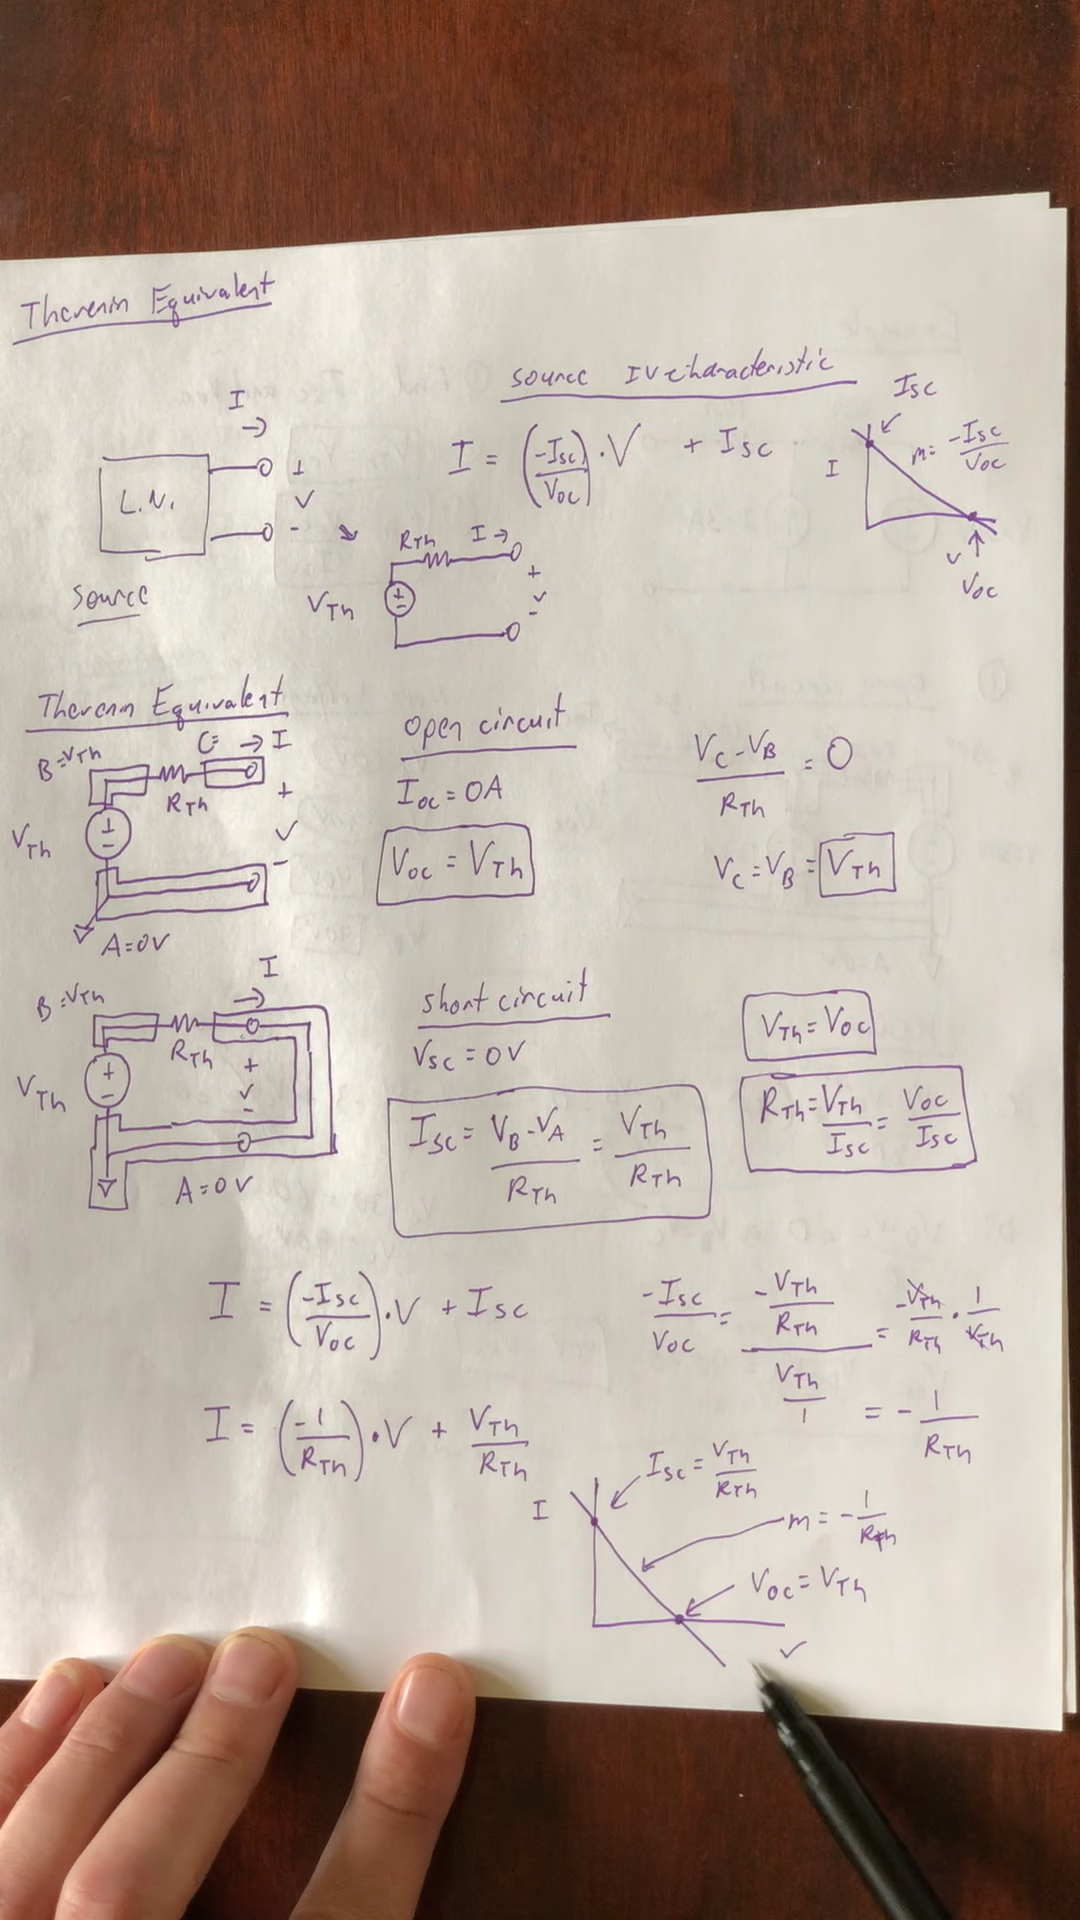 Thevenin Equivalent
source IV characteristic
I →
L.N.
+
V
-
source
I = (-Isc/Voc)·V + Isc
Isc
I
m= -Isc/Voc
V
Voc
RTh I →
VTh + -
+
V
-
Thevenin Equivalent
B=VTh C= → I
RTh
VTh + -
+
V
-
A=0V
open circuit
Ioc = 0A
Voc = VTh
(VC - VB)/RTh = 0
VC = VB = VTh
I →
B=VTh
RTh
VTh + -
+
V
-
A=0V
short circuit
Vsc = 0V
Isc = (VB - VA)/RTh = VTh/RTh
VTh = Voc
RTh = VTh/Isc = Voc/Isc
I = (-Isc/Voc)·V + Isc
-Isc/Voc = (-VTh/RTh)/(VTh/1) = -VTh/RTh · 1/VTh
= -1/RTh
I = (-1/RTh)·V + VTh/RTh
Isc = VTh/RTh
I
m = -1/RTh
Voc = VTh
V